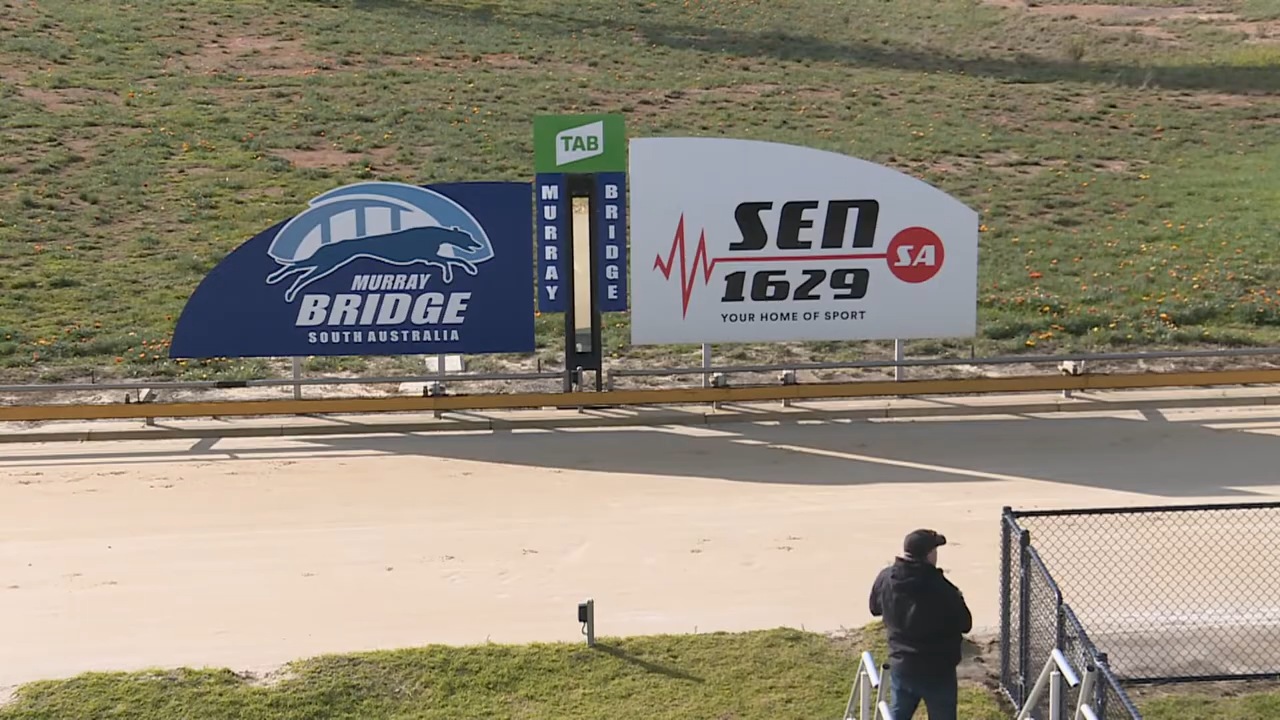 TAB
MURRAY
BRIDGE
MURRAY
BRIDGE
SOUTH AUSTRALIA
SEN
SA
1629
YOUR HOME OF SPORT